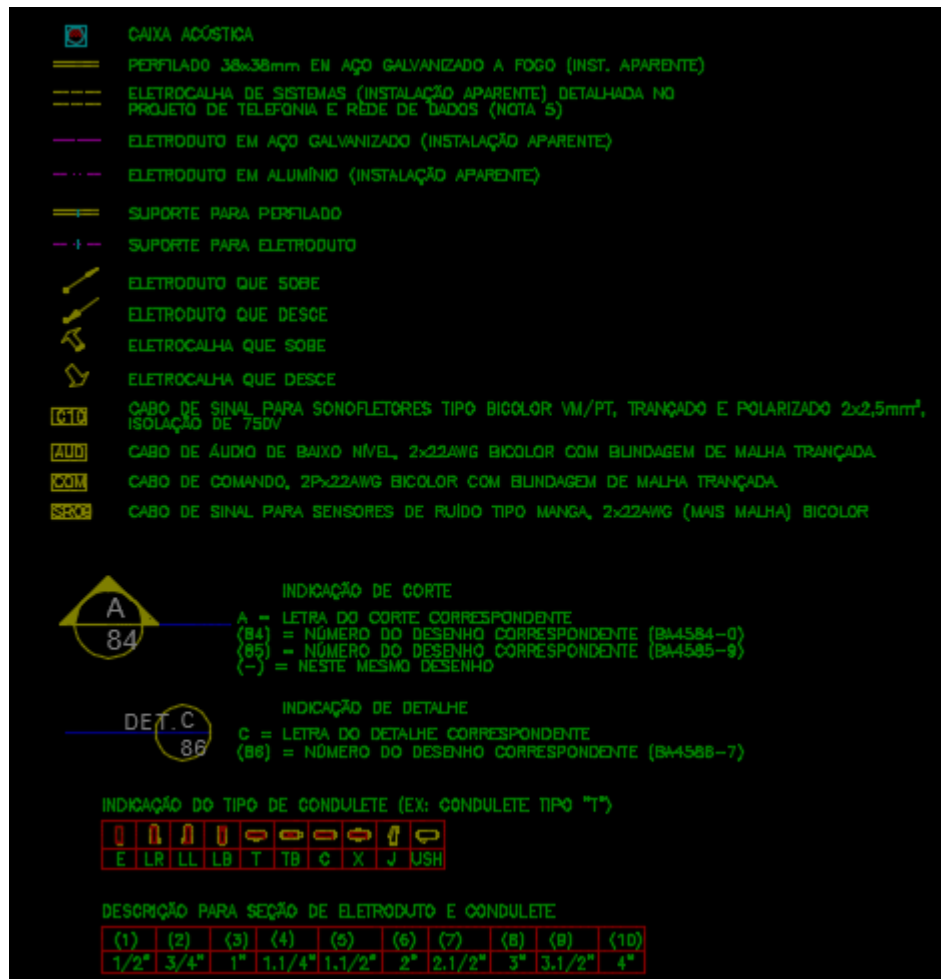 CAIXA ACÚSTICA
PERFILADO 38x38mm EN AÇO GALVANIZADO A FOGO (INST. APARENTE)
ELETROCALHA DE SISTEMAS (INSTALAÇÃO APARENTE) DETALHADA NO
PROJETO DE TELEFONIA E REDE DE DADOS (NOTA 5)
ELETRODUTO EM AÇO GALVANIZADO (INSTALAÇÃO APARENTE)
ELETRODUTO EM ALUMÍNIO (INSTALAÇÃO APARENTE)
SUPORTE PARA PERFILADO
SUPORTE PARA ELETRODUTO
ELETRODUTO QUE SOBE
ELETRODUTO QUE DESCE
ELETROCALHA QUE SOBE
ELETROCALHA QUE DESCE
CABO DE SINAL PARA SONOFLETORES TIPO BICOLOR VM/PT, TRANÇADO E POLARIZADO 2x2,5mm²,
ISOLAÇÃO DE 750V
AUD CABO DE ÁUDIO DE BAIXO NÍVEL, 2x22AWG BICOLOR COM BLINDAGEM DE MALHA TRANÇADA
COM CABO DE COMANDO, 2Px22AWG BICOLOR COM BLINDAGEM DE MALHA TRANÇADA
CABO DE SINAL PARA SENSORES DE RUÍDO TIPO MANGA, 2x22AWG (MAIS MALHA) BICOLOR
INDICAÇÃO DE CORTE
A
84
A = LETRA DO CORTE CORRESPONDENTE
(84) = NÚMERO DO DESENHO CORRESPONDENTE (BA4584-0)
(85) = NÚMERO DO DESENHO CORRESPONDENTE (BA4585-9)
(-) = NESTE MESMO DESENHO
INDICAÇÃO DE DETALHE
DET. C
86
C = LETRA DO DETALHE CORRESPONDENTE
(86) = NÚMERO DO DESENHO CORRESPONDENTE (BA4586-7)
INDICAÇÃO DO TIPO DE CONDULETE (EX: CONDULETE TIPO "T")
E LR LL LB T TB C X J USH
DESCRIÇÃO PARA SEÇÃO DE ELETRODUTO E CONDULETE
(1) (2) (3) (4) (5) (6) (7) (8) (9) (10)
1/2" 3/4" 1" 1.1/4" 1.1/2" 2" 2.1/2" 3" 3.1/2" 4"